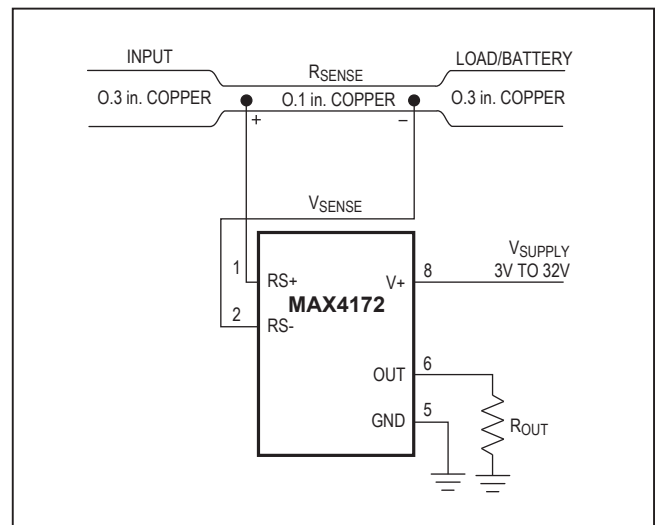 INPUT
RSENSE
LOAD/BATTERY
O.3 in. COPPER
O.1 in. COPPER
O.3 in. COPPER
+
–
VSENSE
VSUPPLY
3V TO 32V
1
RS+
V+
8
MAX4172
2
RS-
OUT
6
GND
5
ROUT